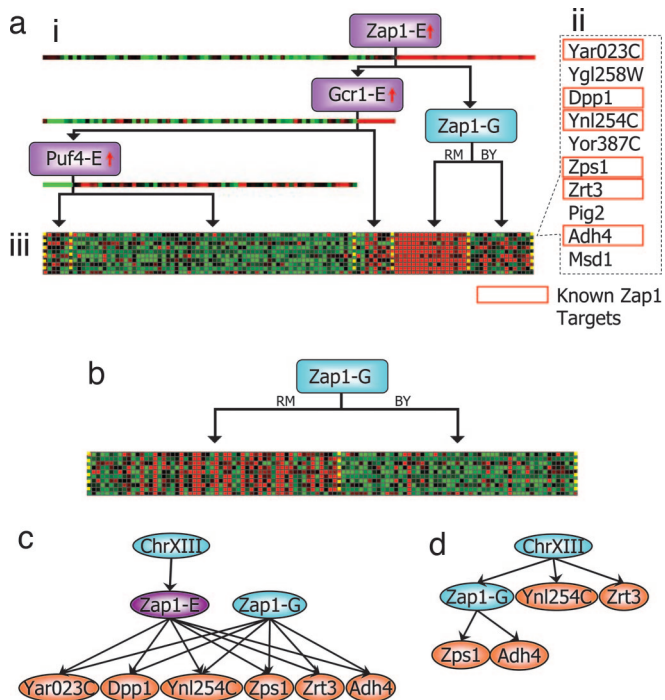 a
i
ii
Zap1-E
Gcr1-E
Zap1-G
RM BY
Puf4-E
iii
Yar023C
Ygl258W
Dpp1
Ynl254C
Yor387C
Zps1
Zrt3
Pig2
Adh4
Msd1
Known Zap1
Targets
b
Zap1-G
RM BY
c
ChrXIII
Zap1-E Zap1-G
Yar023C Dpp1 Ynl254C Zps1 Zrt3 Adh4
d
ChrXIII
Zap1-G Ynl254C Zrt3
Zps1 Adh4